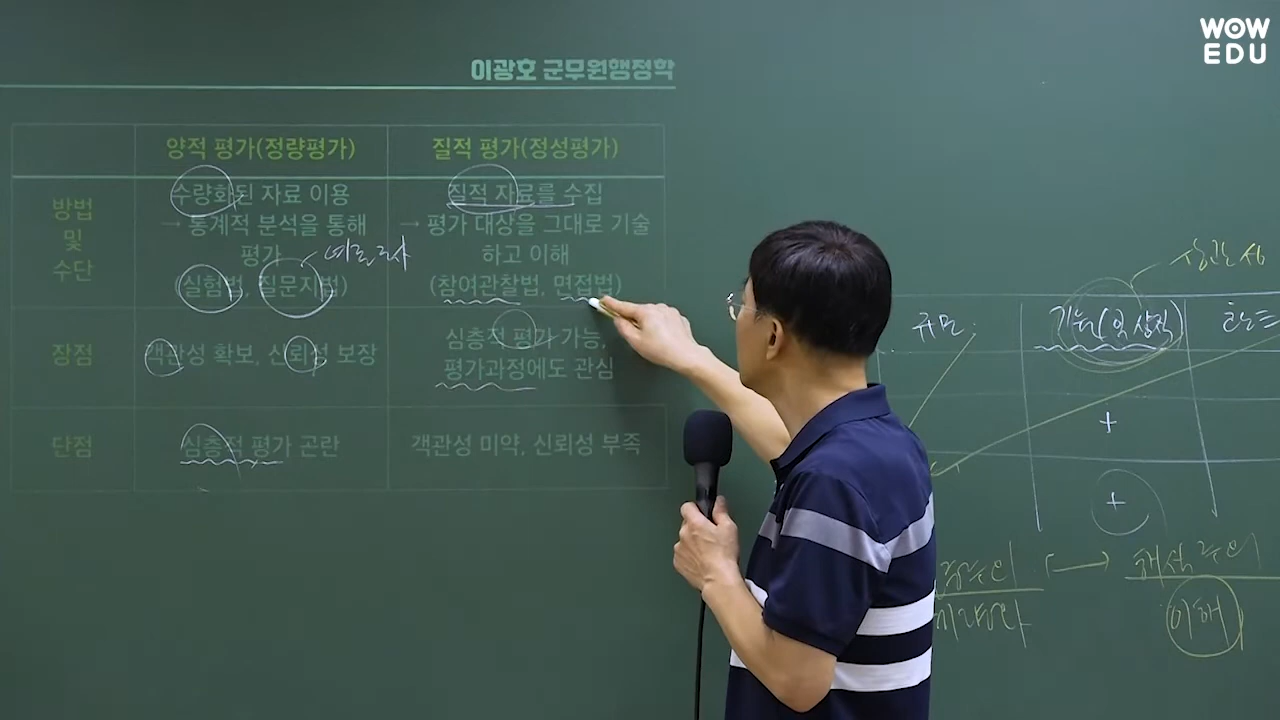 WOW
EDU
이광호 군무원행정학
양적 평가(정량평가)
질적 평가(정성평가)
방법
및
수단
수량화된 자료 이용
→ 통계적 분석을 통해
평가
(실험법, 질문지법)
질적 자료를 수집
→ 평가 대상을 그대로 기술
하고 이해
(참여관찰법, 면접법)
장점
객관성 확보, 신뢰성 보장
심층적 평가 가능,
평가과정에도 관심
단점
심층적 평가 곤란
객관성 미약, 신뢰성 부족
+
+
이해